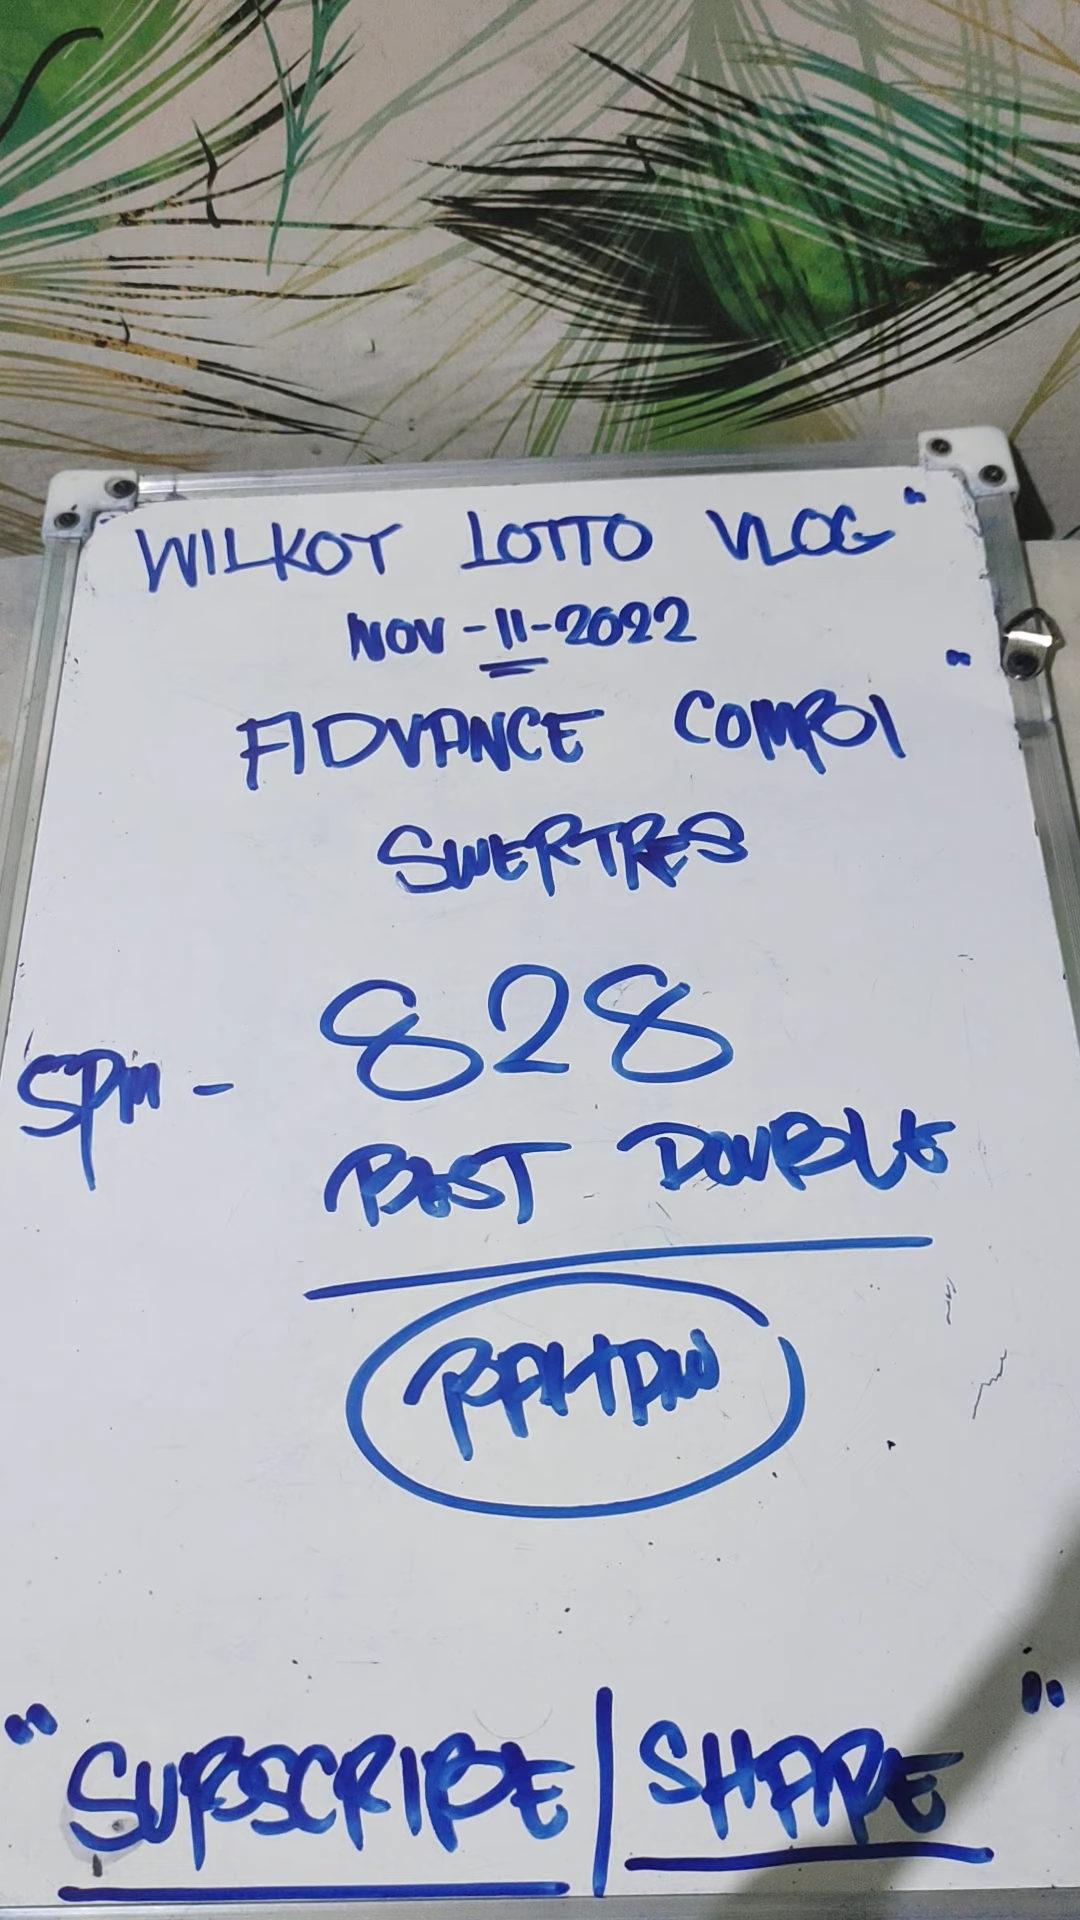 "WILKOT LOTTO VLOG"
NOV-11-2022
ADVANCE COMBI"
SWERTRES
5PM - 828
BEST DOUBLE
"SUBSCRIBE | SHARE"